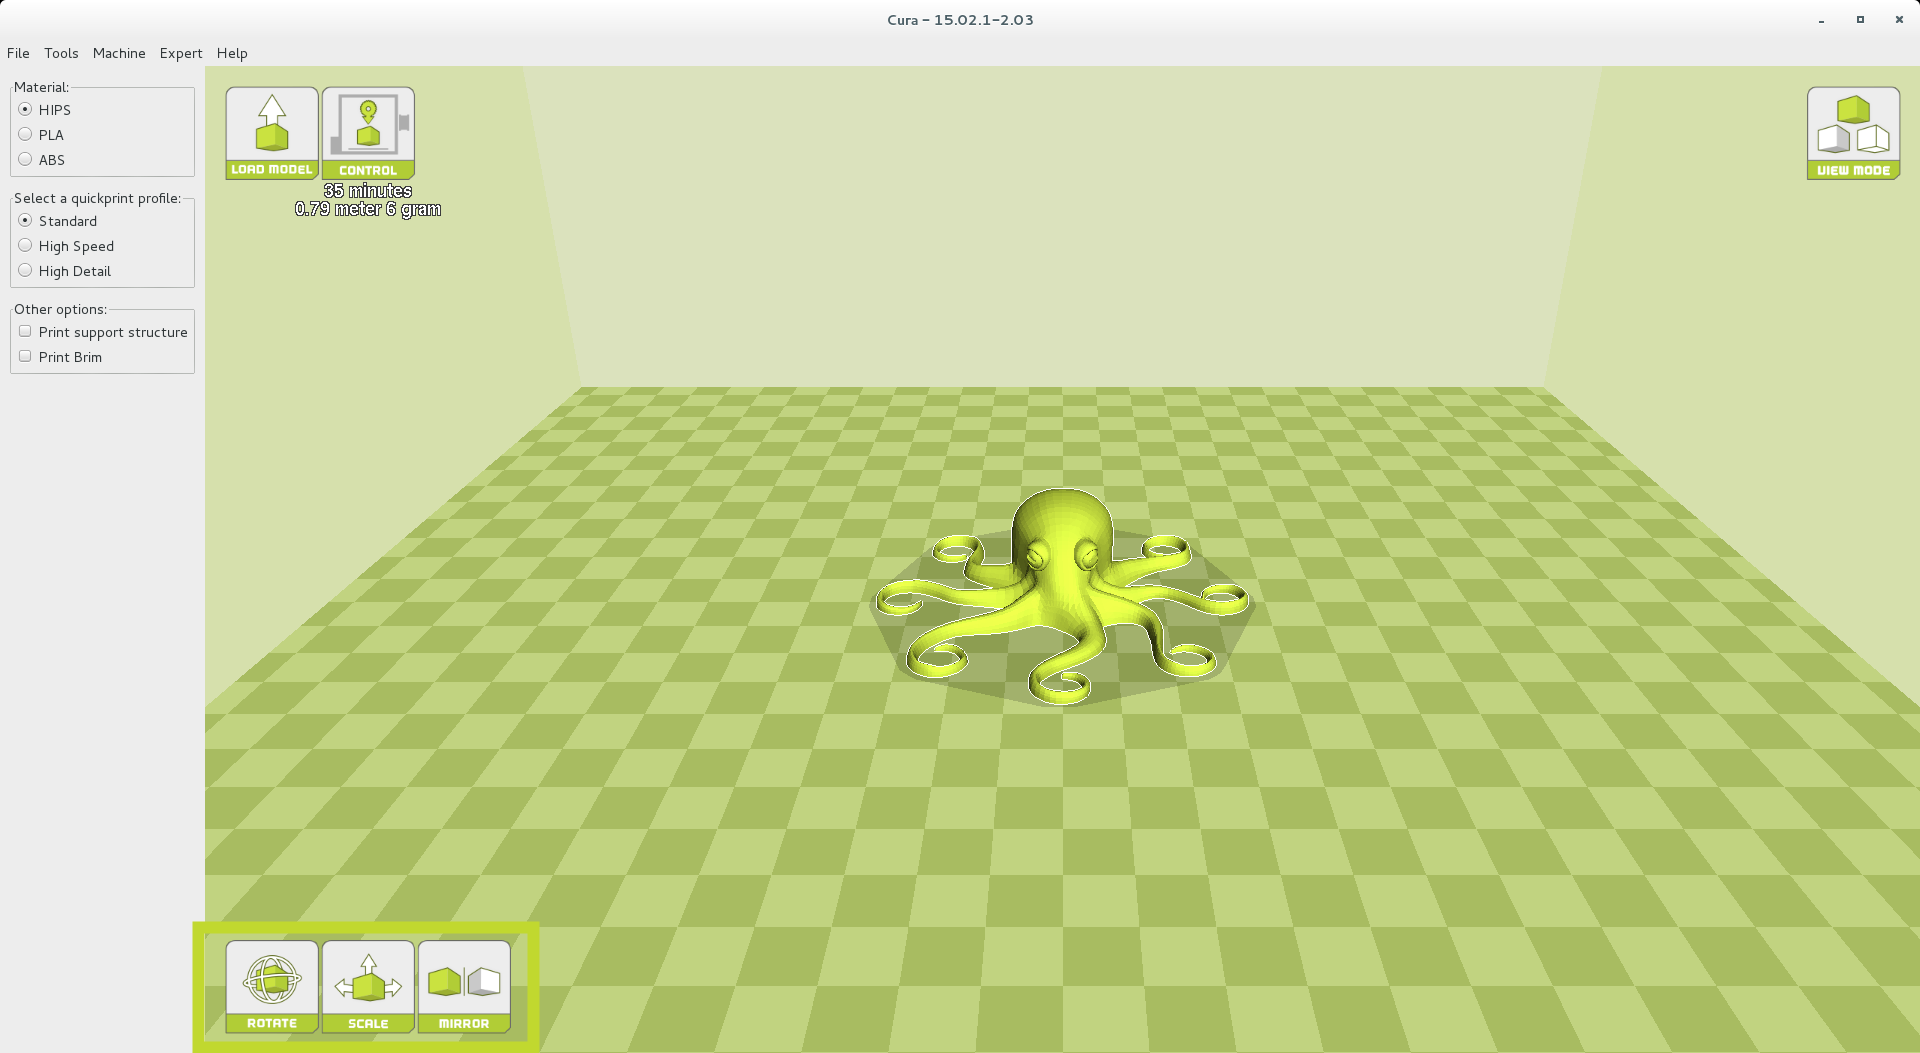 Cura - 15.02.1-2.03
File Tools Machine Expert Help
Material:
HIPS
PLA
ABS
Select a quickprint profile:
Standard
High Speed
High Detail
Other options:
Print support structure
Print Brim
LOAD MODEL
CONTROL
35 minutes
0.79 meter 6 gram
VIEW MODE
ROTATE
SCALE
MIRROR